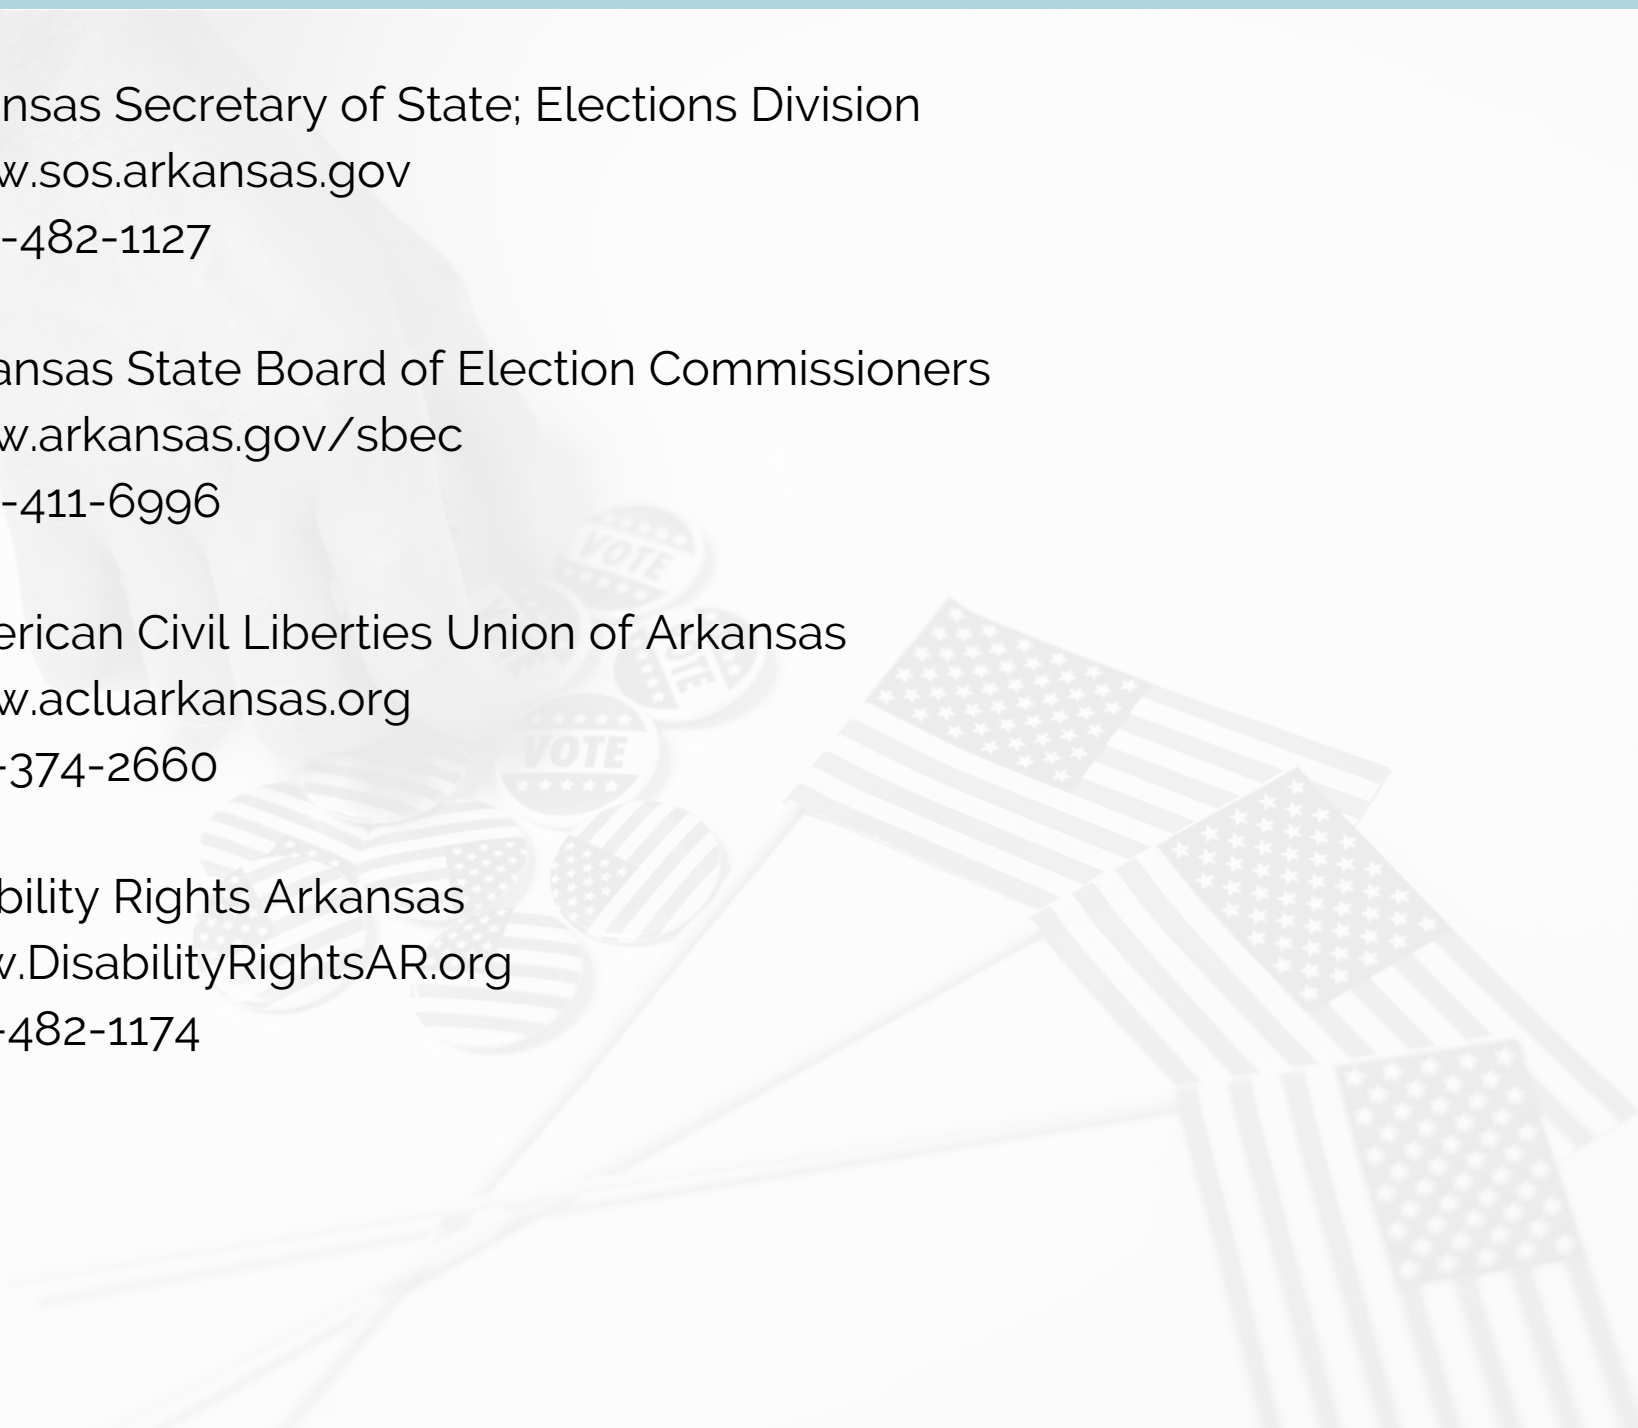 nsas Secretary of State; Elections Division
w.sos.arkansas.gov
-482-1127
ansas State Board of Election Commissioners
w.arkansas.gov/sbec
-411-6996
erican Civil Liberties Union of Arkansas
w.acluarkansas.org
-374-2660
bility Rights Arkansas
w.DisabilityRightsAR.org
-482-1174
VOTE
VOTE